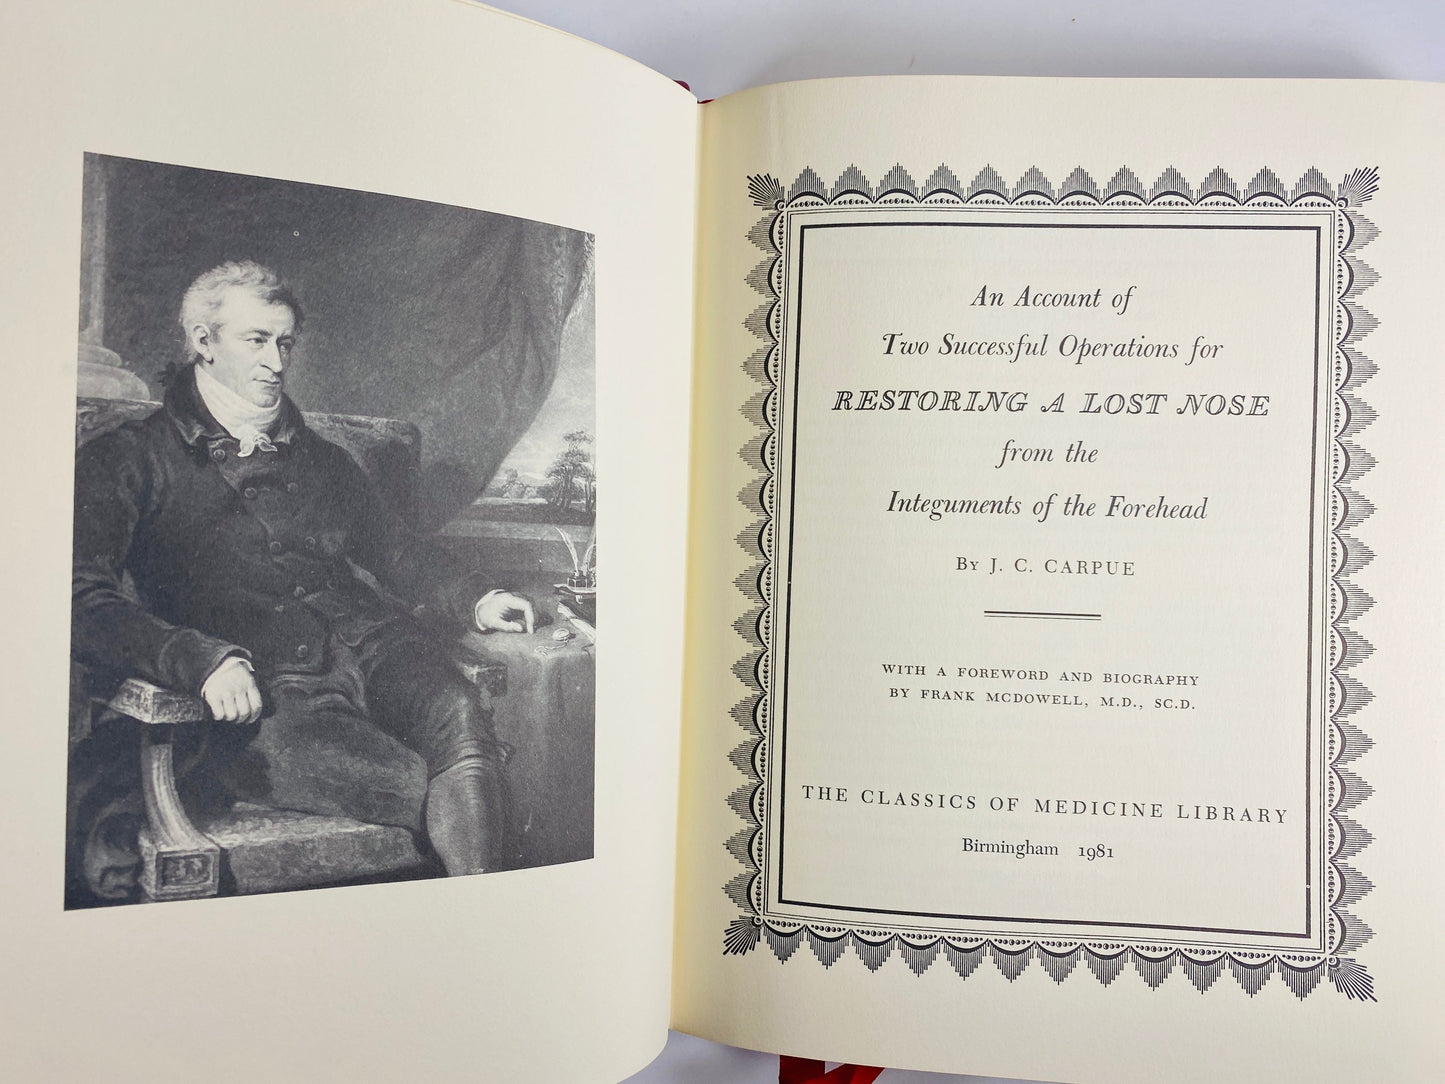 An Account of
Two Successful Operations for
RESTORING A LOST NOSE
from the
Integuments of the Forehead
By J. C. CARPUE
WITH A FOREWORD AND BIOGRAPHY
BY FRANK MCDOWELL, M.D., SC.D.
THE CLASSICS OF MEDICINE LIBRARY
Birmingham 1981